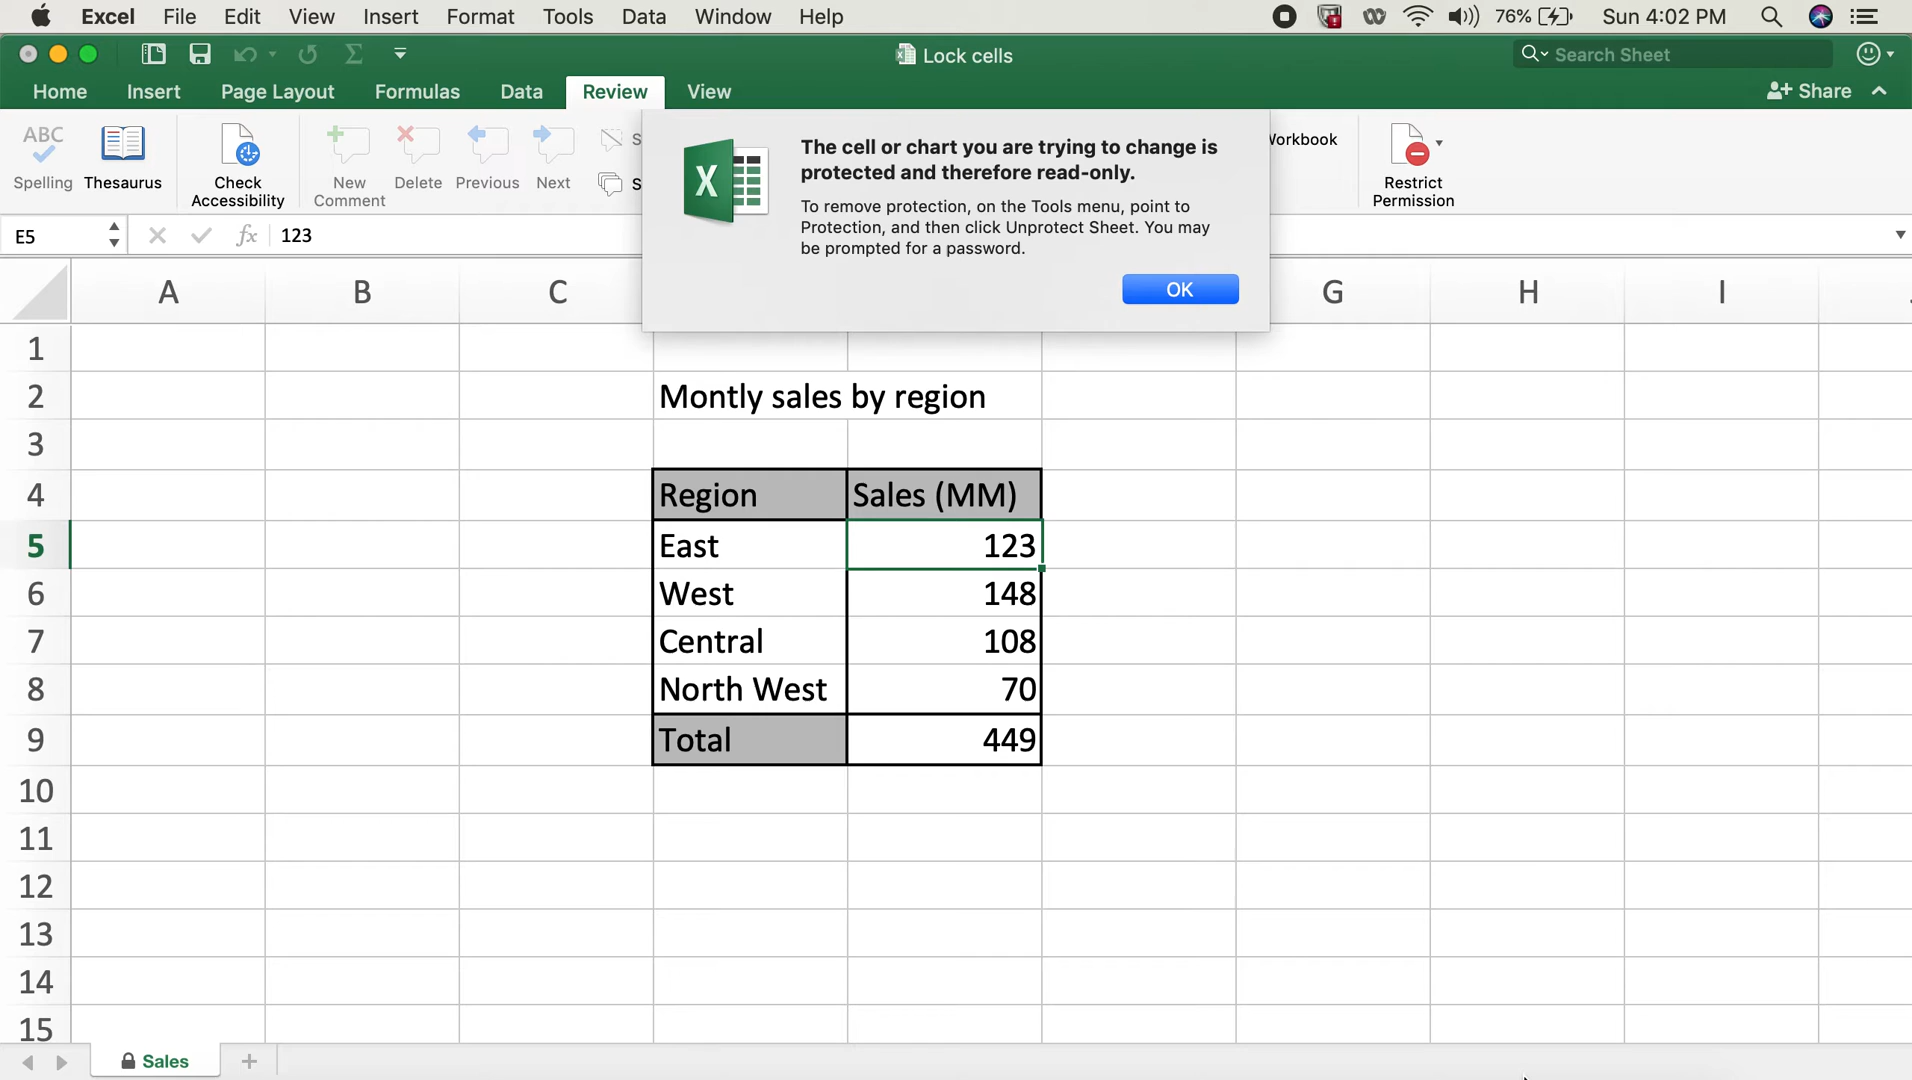 Excel File Edit View Insert Format Tools Data Window Help 76% Sun 4:02 PM
Lock cells
Search Sheet
Home Insert Page Layout Formulas Data Review View Share
ABC
Spelling
Thesaurus
Check
Accessibility
New
Comment
Delete
Previous
Next
S
S
Workbook
Restrict
Permission
X
The cell or chart you are trying to change is
protected and therefore read-only.
To remove protection, on the Tools menu, point to
Protection, and then click Unprotect Sheet. You may
be prompted for a password.
OK
E5 fx 123
A B C G H I
1
2 Montly sales by region
3
4 Region Sales (MM)
5 East 123
6 West 148
7 Central 108
8 North West 70
9 Total 449
10
11
12
13
14
15
Sales